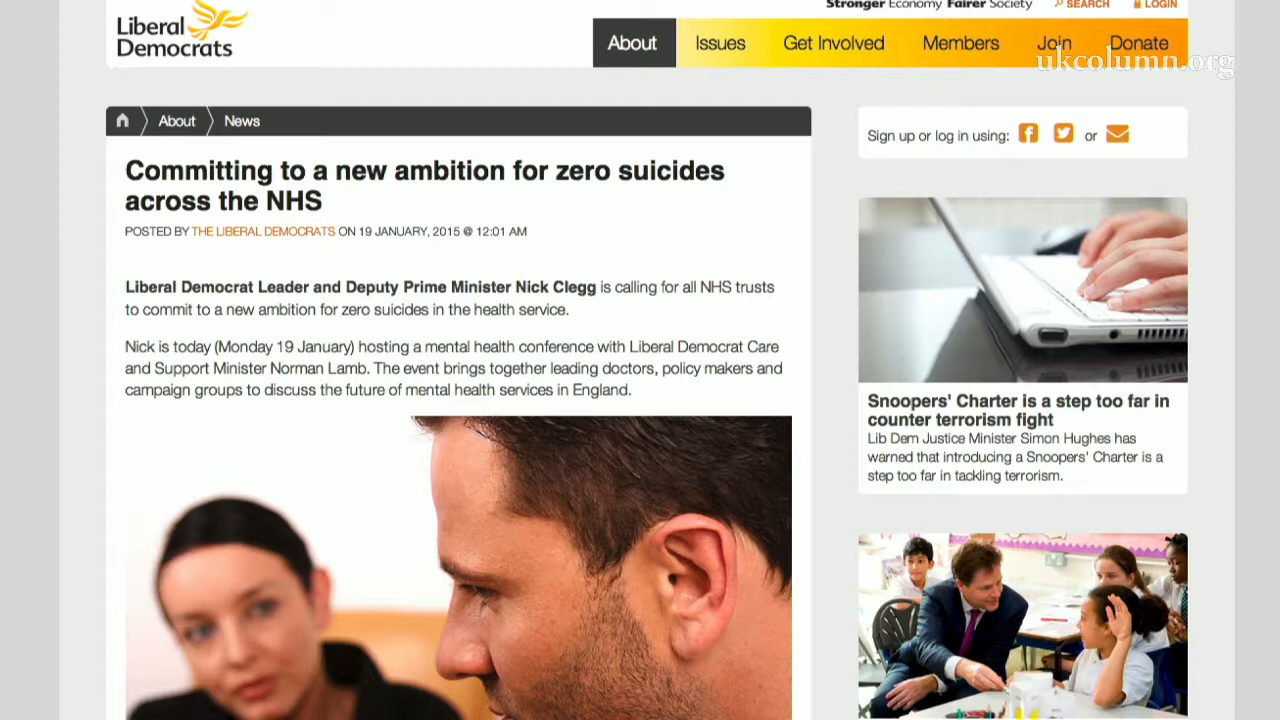 Liberal
Democrats
Stronger Economy Fairer Society
SEARCH
LOGIN
About
Issues
Get Involved
Members
Join
Donate
ukcolumn.org
About
News
Committing to a new ambition for zero suicides
across the NHS
POSTED BY THE LIBERAL DEMOCRATS ON 19 JANUARY, 2015 @ 12:01 AM
Liberal Democrat Leader and Deputy Prime Minister Nick Clegg is calling for all NHS trusts
to commit to a new ambition for zero suicides in the health service.
Nick is today (Monday 19 January) hosting a mental health conference with Liberal Democrat Care
and Support Minister Norman Lamb. The event brings together leading doctors, policy makers and
campaign groups to discuss the future of mental health services in England.
Sign up or log in using:
or
Snoopers' Charter is a step too far in
counter terrorism fight
Lib Dem Justice Minister Simon Hughes has
warned that introducing a Snoopers' Charter is a
step too far in tackling terrorism.